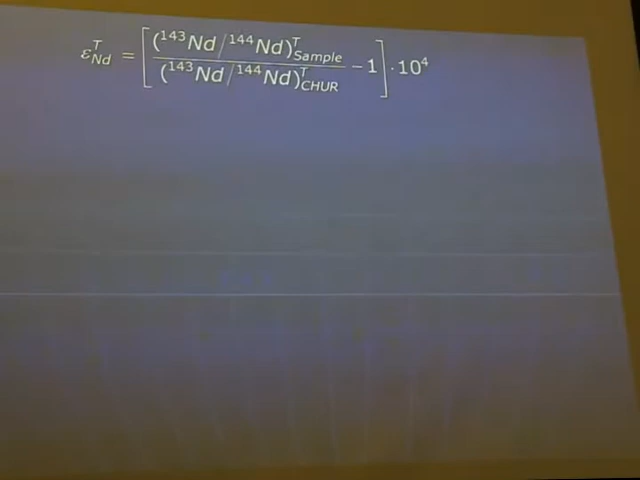 ε^T_Nd = [ (¹⁴³Nd/¹⁴⁴Nd)^T_Sample / (¹⁴³Nd/¹⁴⁴Nd)^T_CHUR − 1 ] · 10⁴